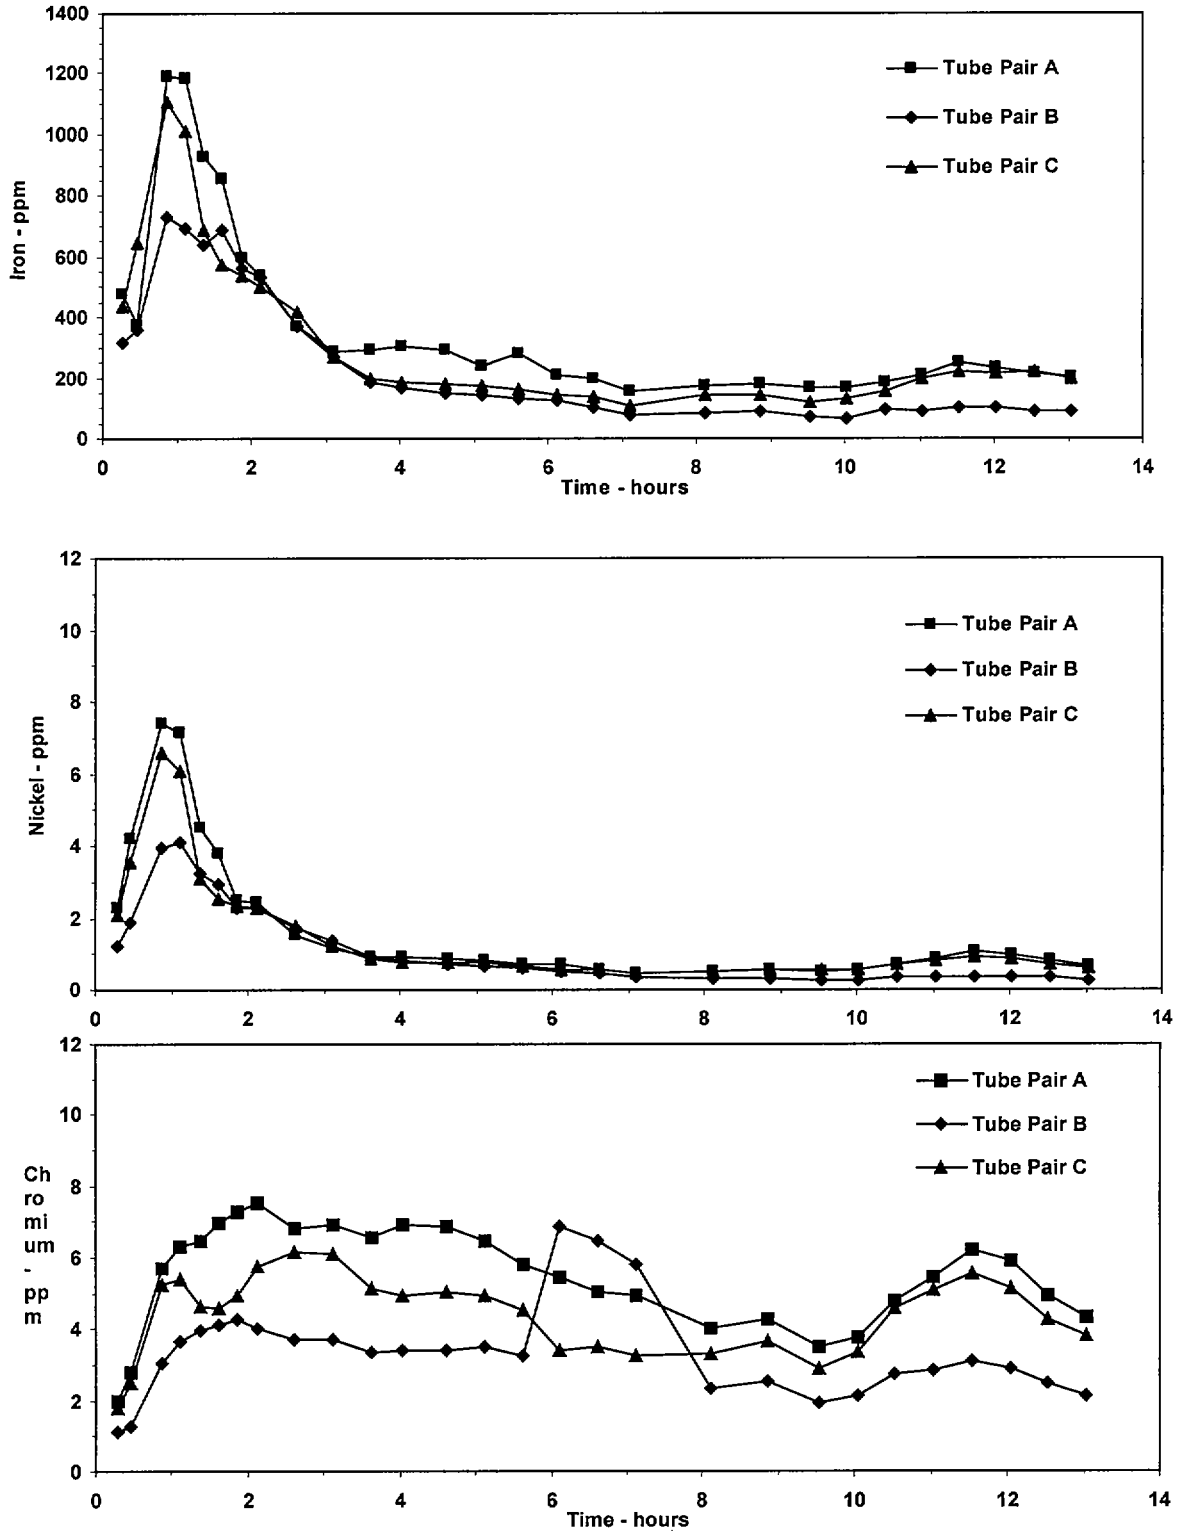 1400
1200
1000
800
600
400
200
0
Iron - ppm
Tube Pair A
Tube Pair B
Tube Pair C
0 2 4 6 8 10 12 14
Time - hours
12
10
8
6
4
2
0
Nickel - ppm
Tube Pair A
Tube Pair B
Tube Pair C
0 2 4 6 8 10 12 14
12
10
8
6
4
2
0
Ch
ro
mi
um
-
pp
m
Tube Pair A
Tube Pair B
Tube Pair C
0 2 4 6 8 10 12 14
Time - hours